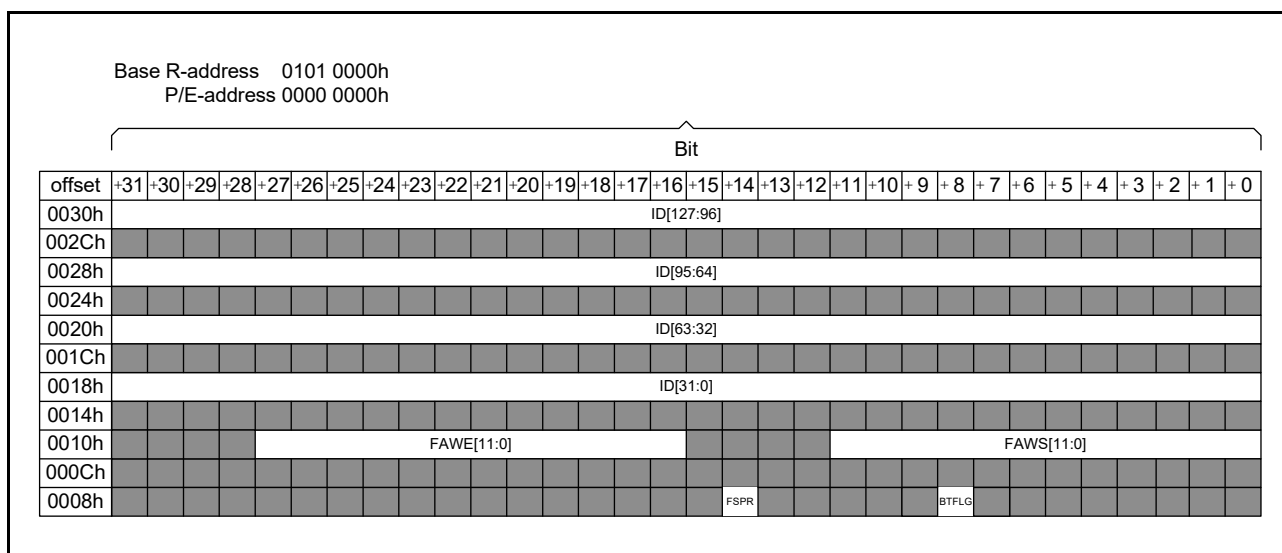 Base R-address 0101 0000h
P/E-address 0000 0000h
Bit
offset +31 +30 +29 +28 +27 +26 +25 +24 +23 +22 +21 +20 +19 +18 +17 +16 +15 +14 +13 +12 +11 +10 + 9 + 8 + 7 + 6 + 5 + 4 + 3 + 2 + 1 + 0
0030h ID[127:96]
002Ch
0028h ID[95:64]
0024h
0020h ID[63:32]
001Ch
0018h ID[31:0]
0014h
0010h FAWE[11:0] FAWS[11:0]
000Ch
0008h FSPR BTFLG